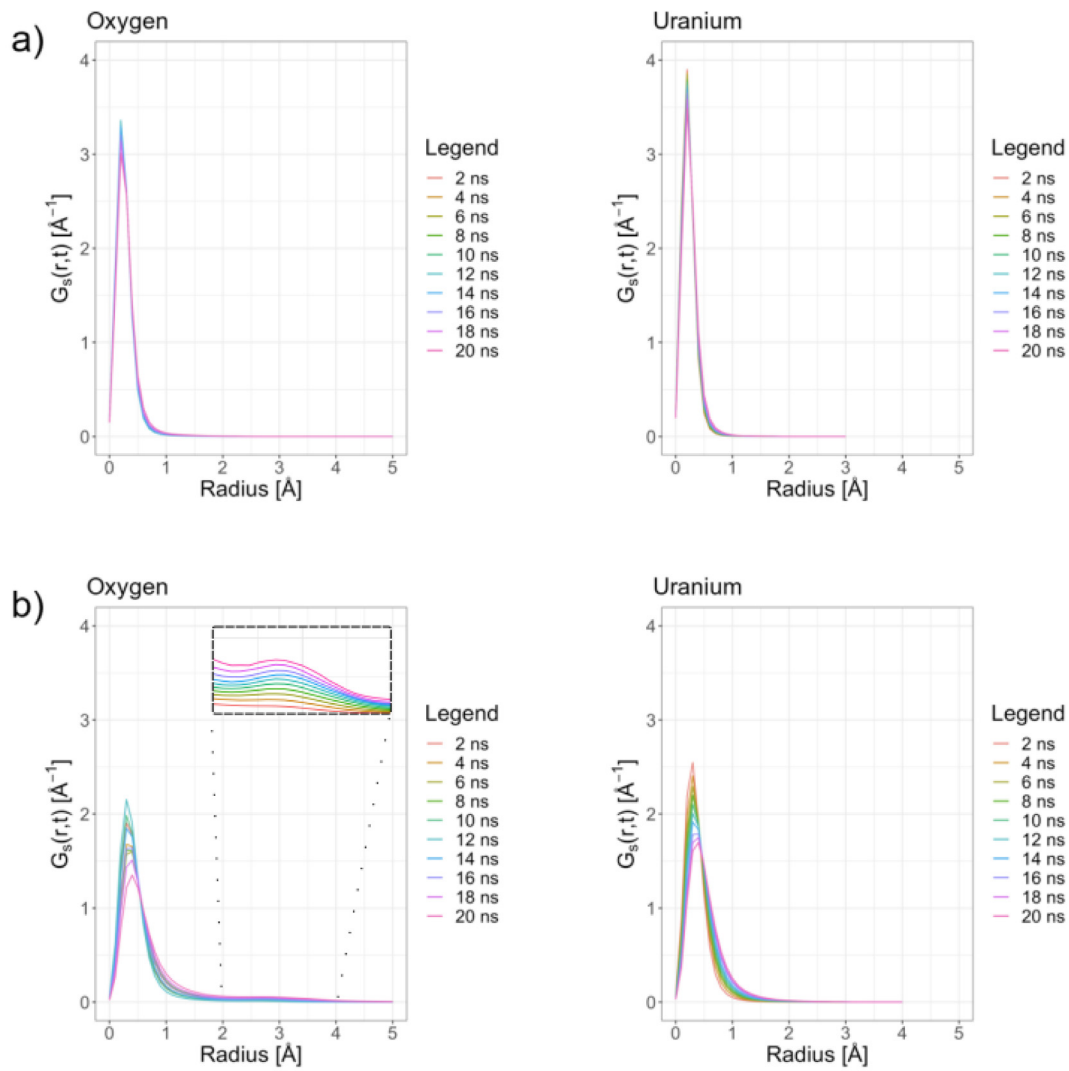 a)
Oxygen
4
3
2
1
0
0 1 2 3 4 5
Gs(r,t) [Å⁻¹]
Radius [Å]
Legend
2 ns
4 ns
6 ns
8 ns
10 ns
12 ns
14 ns
16 ns
18 ns
20 ns
Uranium
4
3
2
1
0
0 1 2 3 4 5
Gs(r,t) [Å⁻¹]
Radius [Å]
Legend
2 ns
4 ns
6 ns
8 ns
10 ns
12 ns
14 ns
16 ns
18 ns
20 ns
b)
Oxygen
4
3
2
1
0
0 1 2 3 4 5
Gs(r,t) [Å⁻¹]
Radius [Å]
Legend
2 ns
4 ns
6 ns
8 ns
10 ns
12 ns
14 ns
16 ns
18 ns
20 ns
Uranium
4
3
2
1
0
0 1 2 3 4 5
Gs(r,t) [Å⁻¹]
Radius [Å]
Legend
2 ns
4 ns
6 ns
8 ns
10 ns
12 ns
14 ns
16 ns
18 ns
20 ns